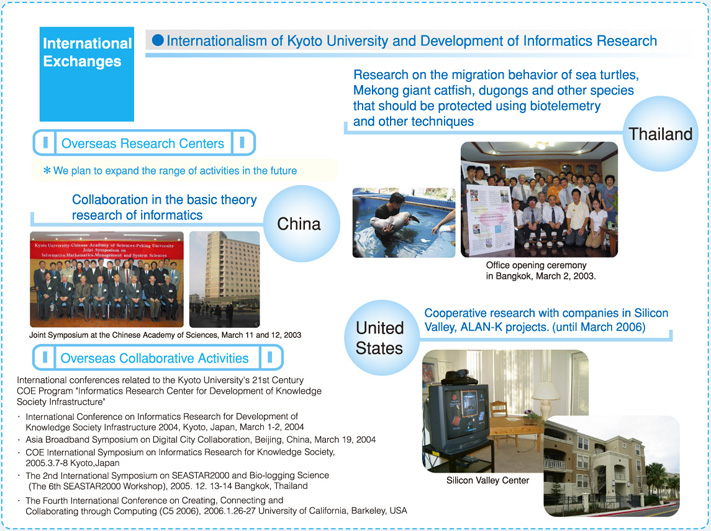 International
Exchanges
● Internationalism of Kyoto University and Development of Informatics Research
Research on the migration behavior of sea turtles,
Mekong giant catfish, dugongs and other species
that should be protected using biotelemetry
and other techniques
Thailand
Overseas Research Centers
＊We plan to expand the range of activities in the future
Collaboration in the basic theory
research of informatics
China
Kyoto University-Chinese Academy of Sciences-Peking University
Joint Symposium on
Informatics, Mathematics, Management and System Sciences
Joint Symposium at the Chinese Academy of Sciences, March 11 and 12, 2003
Office opening ceremony
in Bangkok, March 2, 2003.
United
States
Cooperative research with companies in Silicon
Valley, ALAN-K projects. (until March 2006)
Silicon Valley Center
Overseas Collaborative Activities
International conferences related to the Kyoto University's 21st Century
COE Program "Informatics Research Center for Development of Knowledge
Society Infrastructure"
・ International Conference on Informatics Research for Development of
Knowledge Society Infrastructure 2004, Kyoto, Japan, March 1-2, 2004
・ Asia Broadband Symposium on Digital City Collaboration, Beijing, China, March 19, 2004
・ COE International Symposium on Informatics Research for Knowledge Society,
2005.3.7-8 Kyoto,Japan
・ The 2nd International Symposium on SEASTAR2000 and Bio-logging Science
(The 6th SEASTAR2000 Workshop), 2005. 12. 13-14 Bangkok, Thailand
・ The Fourth International Conference on Creating, Connecting and
Collaborating through Computing (C5 2006), 2006.1.26-27 University of California, Barkeley, USA